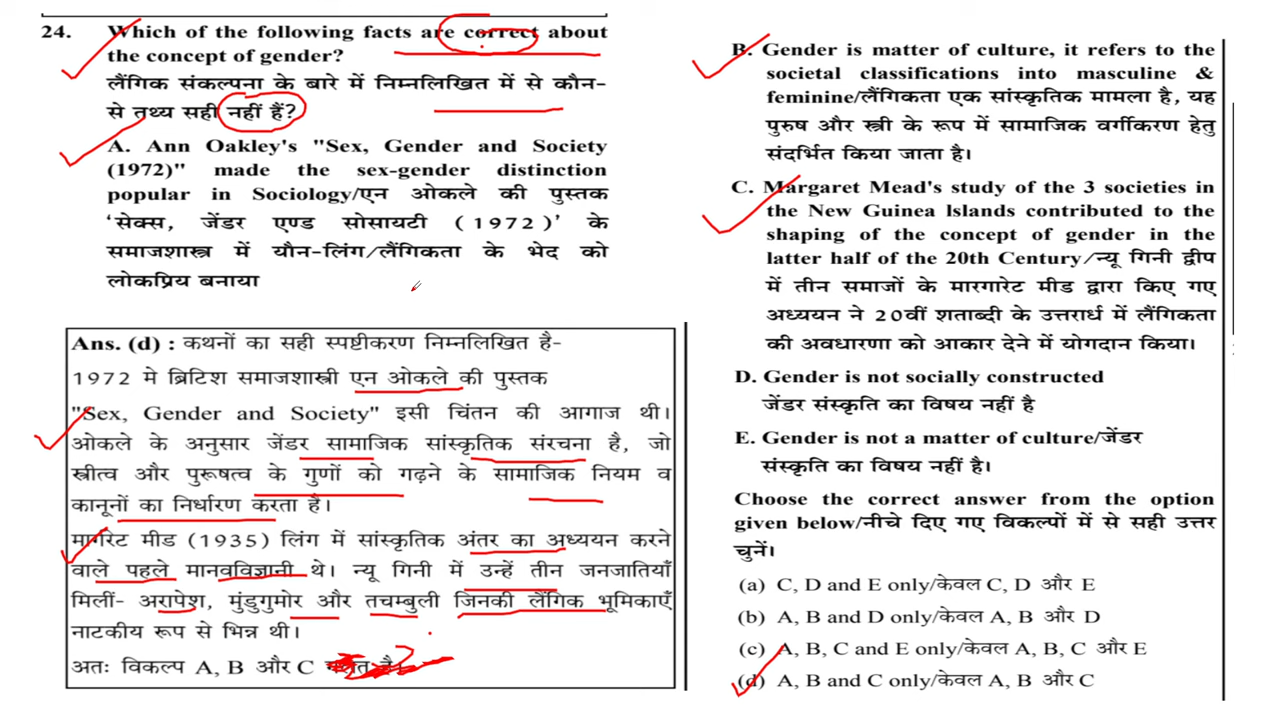 24. Which of the following facts are correct about
the concept of gender?
लैंगिक संकल्पना के बारे में निम्नलिखित में से कौन-
से तथ्य सही नहीं हैं?
A. Ann Oakley's "Sex, Gender and Society
(1972)" made the sex-gender distinction
popular in Sociology/एन ओकले की पुस्तक
'सेक्स, जेंडर एण्ड सोसायटी (1972)' के
समाजशास्त्र में यौन-लिंग/लैंगिकता के भेद को
लोकप्रिय बनाया
Ans. (d) : कथनों का सही स्पष्टीकरण निम्नलिखित है-
1972 मे ब्रिटिश समाजशास्त्री एन ओकले की पुस्तक
"Sex, Gender and Society" इसी चिंतन की आगाज थी।
ओकले के अनुसार जेंडर सामाजिक सांस्कृतिक संरचना है, जो
स्त्रीत्व और पुरूषत्व के गुणों को गढ़ने के सामाजिक नियम व
कानूनों का निर्धारण करता है।
मार्गरेट मीड (1935) लिंग में सांस्कृतिक अंतर का अध्ययन करने
वाले पहले मानवविज्ञानी थे। न्यू गिनी में उन्हें तीन जनजातियाँ
मिलीं- अरापेश, मुंडुगुमोर और तचम्बुली जिनकी लैंगिक भूमिकाएँ
नाटकीय रूप से भिन्न थी।
अतः विकल्प A, B और C है।
B. Gender is matter of culture, it refers to the
societal classifications into masculine &
feminine/लैंगिकता एक सांस्कृतिक मामला है, यह
पुरुष और स्त्री के रूप में सामाजिक वर्गीकरण हेतु
संदर्भित किया जाता है।
C. Margaret Mead's study of the 3 societies in
the New Guinea Islands contributed to the
shaping of the concept of gender in the
latter half of the 20th Century/न्यू गिनी द्वीप
में तीन समाजों के मारगारेट मीड द्वारा किए गए
अध्ययन ने 20वीं शताब्दी के उत्तरार्ध में लैंगिकता
की अवधारणा को आकार देने में योगदान किया।
D. Gender is not socially constructed
जेंडर संस्कृति का विषय नहीं है
E. Gender is not a matter of culture/जेंडर
संस्कृति का विषय नहीं है।
Choose the correct answer from the option
given below/नीचे दिए गए विकल्पों में से सही उत्तर
चुनें।
(a) C, D and E only/केवल C, D और E
(b) A, B and D only/केवल A, B और D
(c) A, B, C and E only/केवल A, B, C और E
(d) A, B and C only/केवल A, B और C